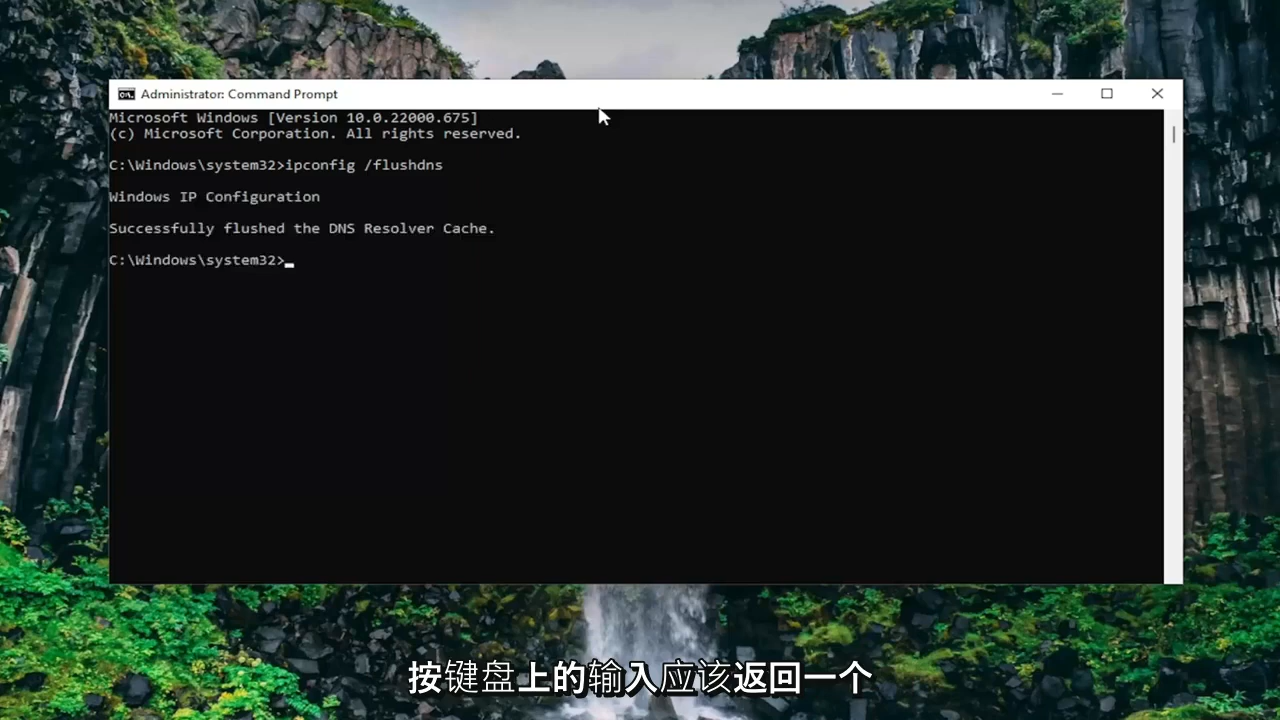 Administrator: Command Prompt
Microsoft Windows [Version 10.0.22000.675]
(c) Microsoft Corporation. All rights reserved.
C:\Windows\system32>ipconfig /flushdns
Windows IP Configuration
Successfully flushed the DNS Resolver Cache.
C:\Windows\system32>
按键盘上的输入应该返回一个